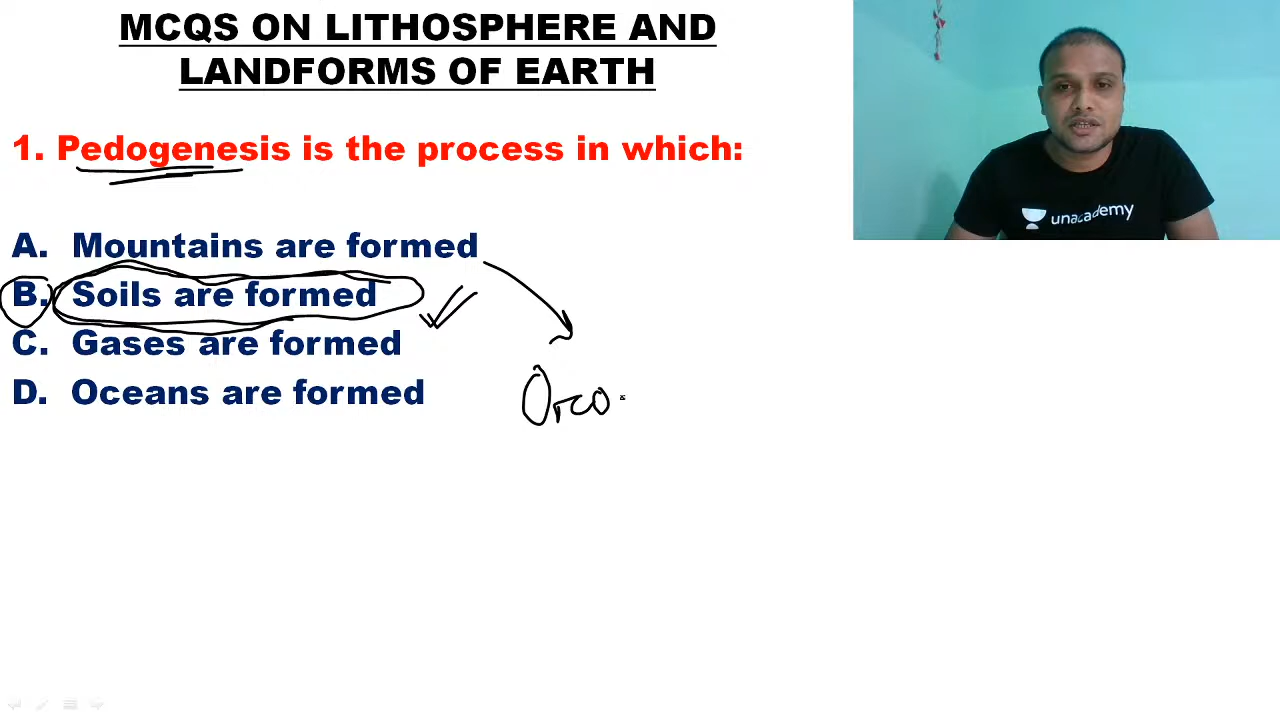 MCQS ON LITHOSPHERE AND
LANDFORMS OF EARTH
1. Pedogenesis is the process in which:
A. Mountains are formed
B. Soils are formed
C. Gases are formed
D. Oceans are formed
unacademy